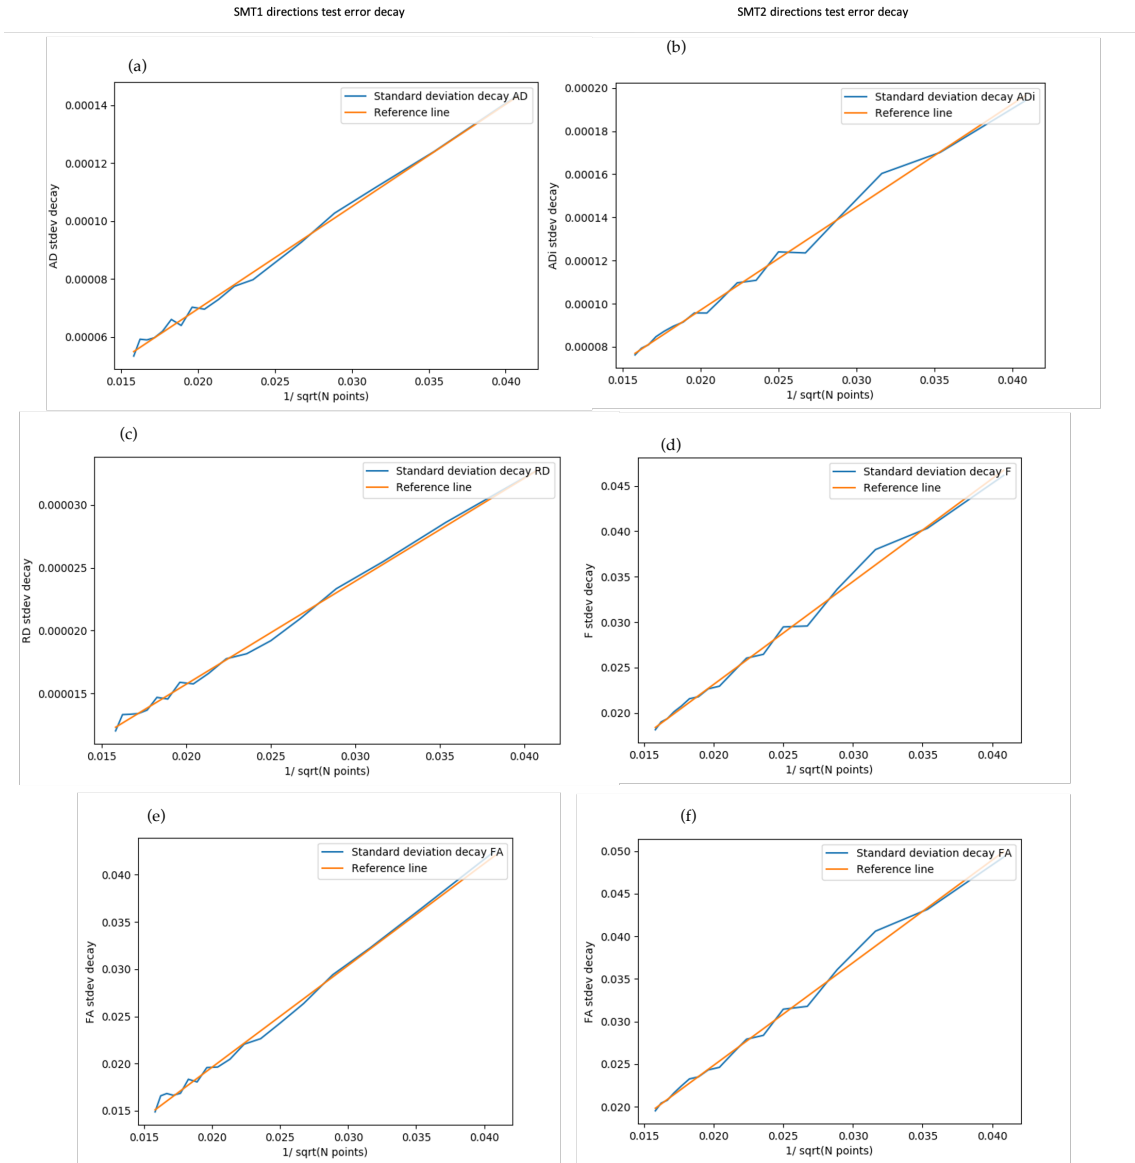 SMT1 directions test error decay
SMT2 directions test error decay
(a)
Standard deviation decay AD
Reference line
0.00014
0.00012
0.00010
0.00008
0.00006
AD stdev decay
0.015 0.020 0.025 0.030 0.035 0.040
1/ sqrt(N points)
(b)
Standard deviation decay ADi
Reference line
0.00020
0.00018
0.00016
0.00014
0.00012
0.00010
0.00008
ADi stdev decay
0.015 0.020 0.025 0.030 0.035 0.040
1/ sqrt(N points)
(c)
Standard deviation decay RD
Reference line
0.000030
0.000025
0.000020
0.000015
RD stdev decay
0.015 0.020 0.025 0.030 0.035 0.040
1/ sqrt(N points)
(d)
Standard deviation decay F
Reference line
0.045
0.040
0.035
0.030
0.025
0.020
F stdev decay
0.015 0.020 0.025 0.030 0.035 0.040
1/ sqrt(N points)
(e)
Standard deviation decay FA
Reference line
0.040
0.035
0.030
0.025
0.020
0.015
FA stdev decay
0.015 0.020 0.025 0.030 0.035 0.040
1/ sqrt(N points)
(f)
Standard deviation decay FA
Reference line
0.050
0.045
0.040
0.035
0.030
0.025
0.020
FA stdev decay
0.015 0.020 0.025 0.030 0.035 0.040
1/ sqrt(N points)